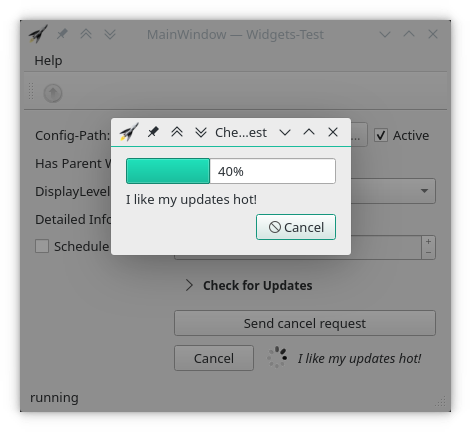 MainWindow — Widgets-Test
Help
Che...est
Config-Path:
... Active
Has Parent W
40%
I like my updates hot!
DisplayLevel
Detailed Info
Cancel
Schedule
Check for Updates
Send cancel request
Cancel I like my updates hot!
running